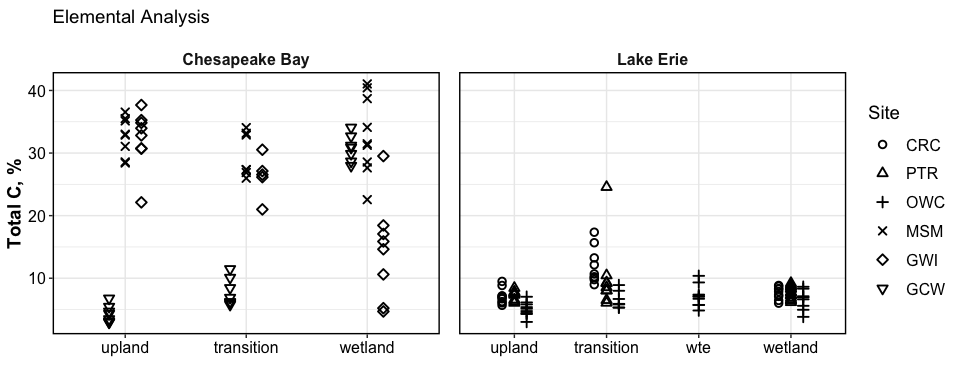 Elemental Analysis
Chesapeake Bay
Lake Erie
Total C, %
40
30
20
10
upland
transition
wetland
upland
transition
wte
wetland
Site
CRC
PTR
OWC
MSM
GWI
GCW